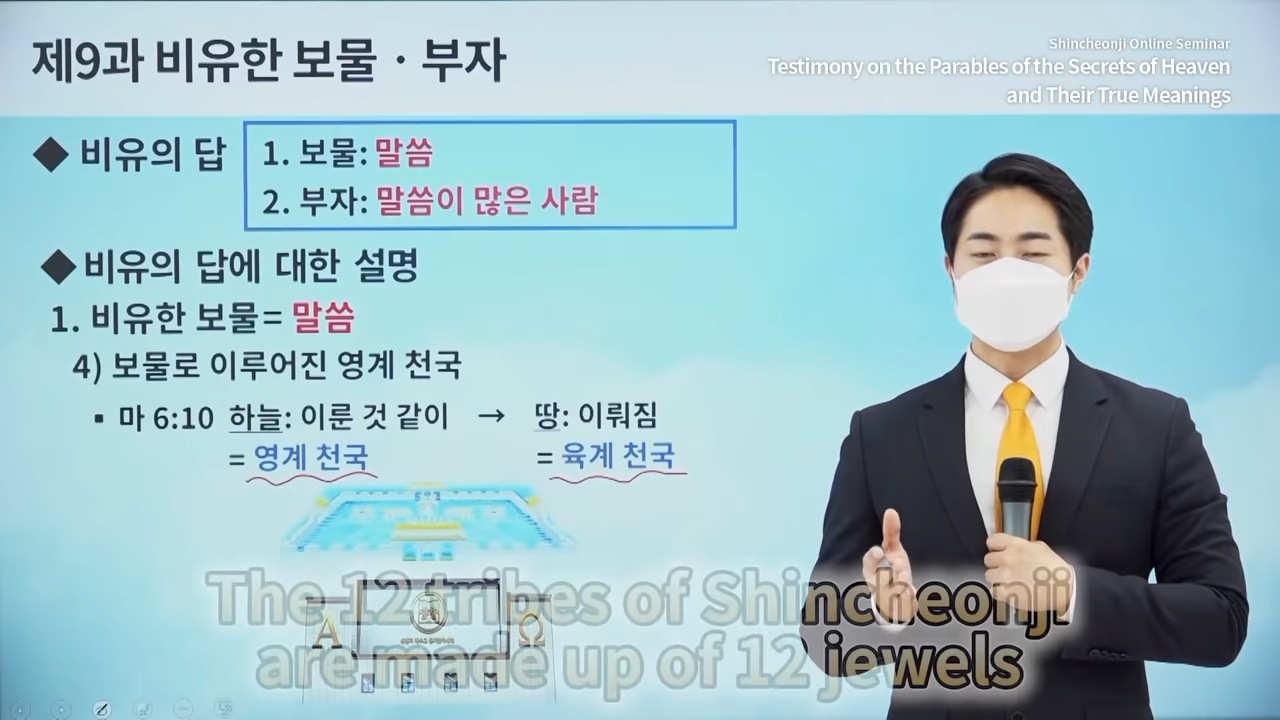 제9과 비유한 보물 · 부자
Shincheonji Online Seminar
Testimony on the Parables of the Secrets of Heaven
and Their True Meanings
◆ 비유의 답
1. 보물: 말씀
2. 부자: 말씀이 많은 사람
◆ 비유의 답에 대한 설명
1. 비유한 보물= 말씀
4) 보물로 이루어진 영계 천국
▪ 마 6:10 하늘: 이룬 것 같이 → 땅: 이뤄짐
= 영계 천국 = 육계 천국
The 12 tribes of Shincheonji
are made up of 12 jewels
Α Ω